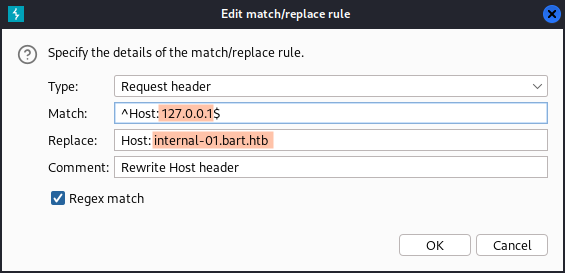 Edit match/replace rule
Specify the details of the match/replace rule.
Type: Request header
Match: ^Host: 127.0.0.1$
Replace: Host: internal-01.bart.htb
Comment: Rewrite Host header
Regex match
OK Cancel